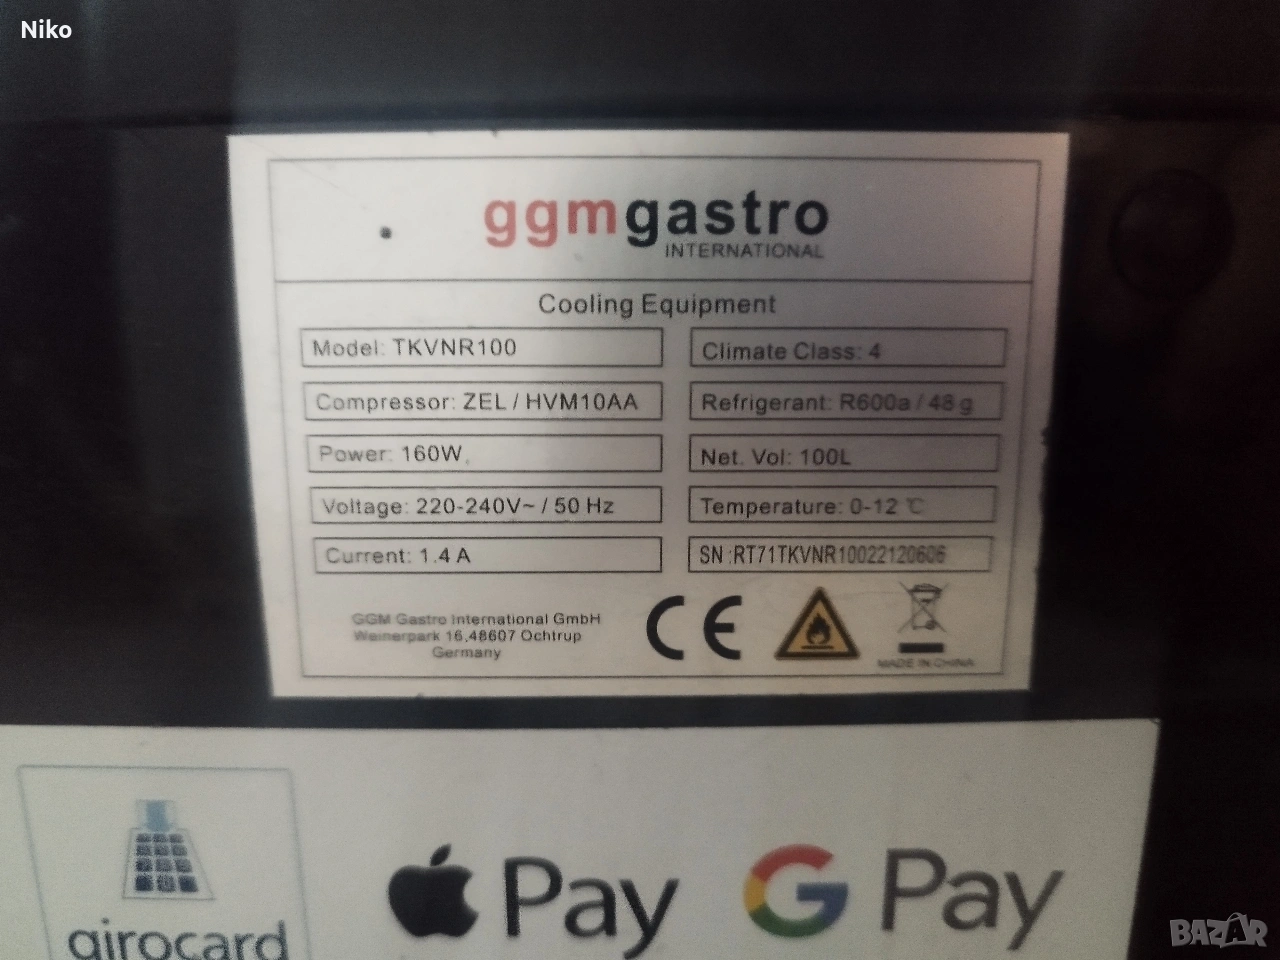 Niko
ggmgastro
INTERNATIONAL
Cooling Equipment
Model: TKVNR100
Climate Class: 4
Compressor: ZEL / HVM10AA
Refrigerant: R600a / 48 g
Power: 160W
Net. Vol: 100L
Voltage: 220-240V~ / 50 Hz
Temperature: 0-12 ℃
Current: 1.4 A
SN :RT71TKVNR10022120606
GGM Gastro International GmbH
Weinerpark 16,48607 Ochtrup
Germany
CE
MADE IN CHINA
girocard
Pay
G Pay
BAZAR